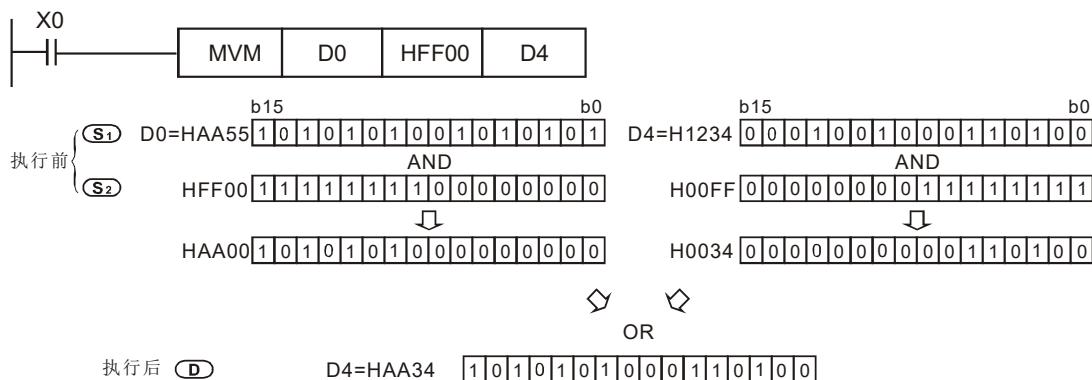 X0
MVM D0 HFF00 D4
b15 b0 b15 b0
S1 D0=HAA55 1 0 1 0 1 0 1 0 0 1 0 1 0 1 0 1 D4=H1234 0 0 0 1 0 0 1 0 0 0 1 1 0 1 0 0
执行前 AND AND
S2 HFF00 1 1 1 1 1 1 1 1 0 0 0 0 0 0 0 0 H00FF 0 0 0 0 0 0 0 0 1 1 1 1 1 1 1 1
HAA00 1 0 1 0 1 0 1 0 0 0 0 0 0 0 0 0 H0034 0 0 0 0 0 0 0 0 0 0 1 1 0 1 0 0
OR
执行后 D D4=HAA34 1 0 1 0 1 0 1 0 0 0 1 1 0 1 0 0